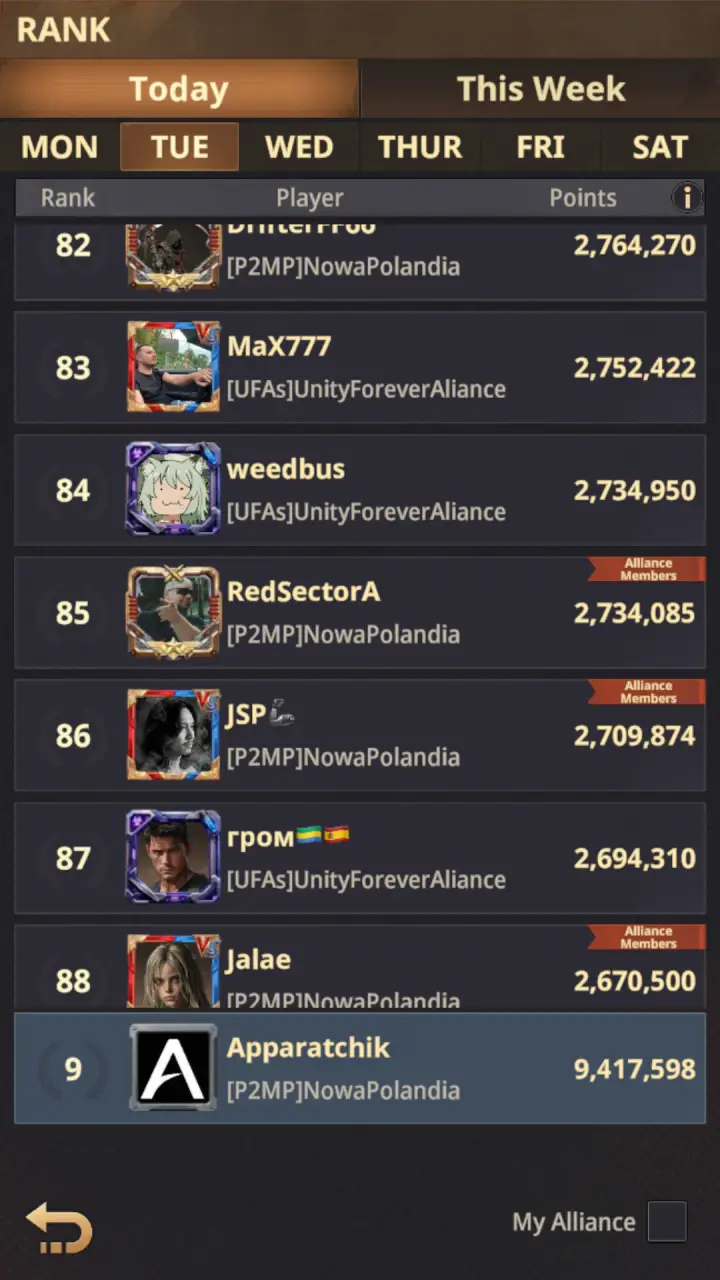 RANK
Today
This Week
MON
TUE
WED
THUR
FRI
SAT
Rank
Player
Points
82
DrifterFF66
[P2MP]NowaPolandia
2,764,270
83
MaX777
[UFAs]UnityForeverAliance
2,752,422
84
weedbus
[UFAs]UnityForeverAliance
2,734,950
Alliance
Members
85
RedSectorA
[P2MP]NowaPolandia
2,734,085
Alliance
Members
86
JSP🦾
[P2MP]NowaPolandia
2,709,874
87
гром🇬🇦🇪🇸
[UFAs]UnityForeverAliance
2,694,310
Alliance
Members
88
Jalae
[P2MP]NowaPolandia
2,670,500
9
Apparatchik
[P2MP]NowaPolandia
9,417,598
My Alliance